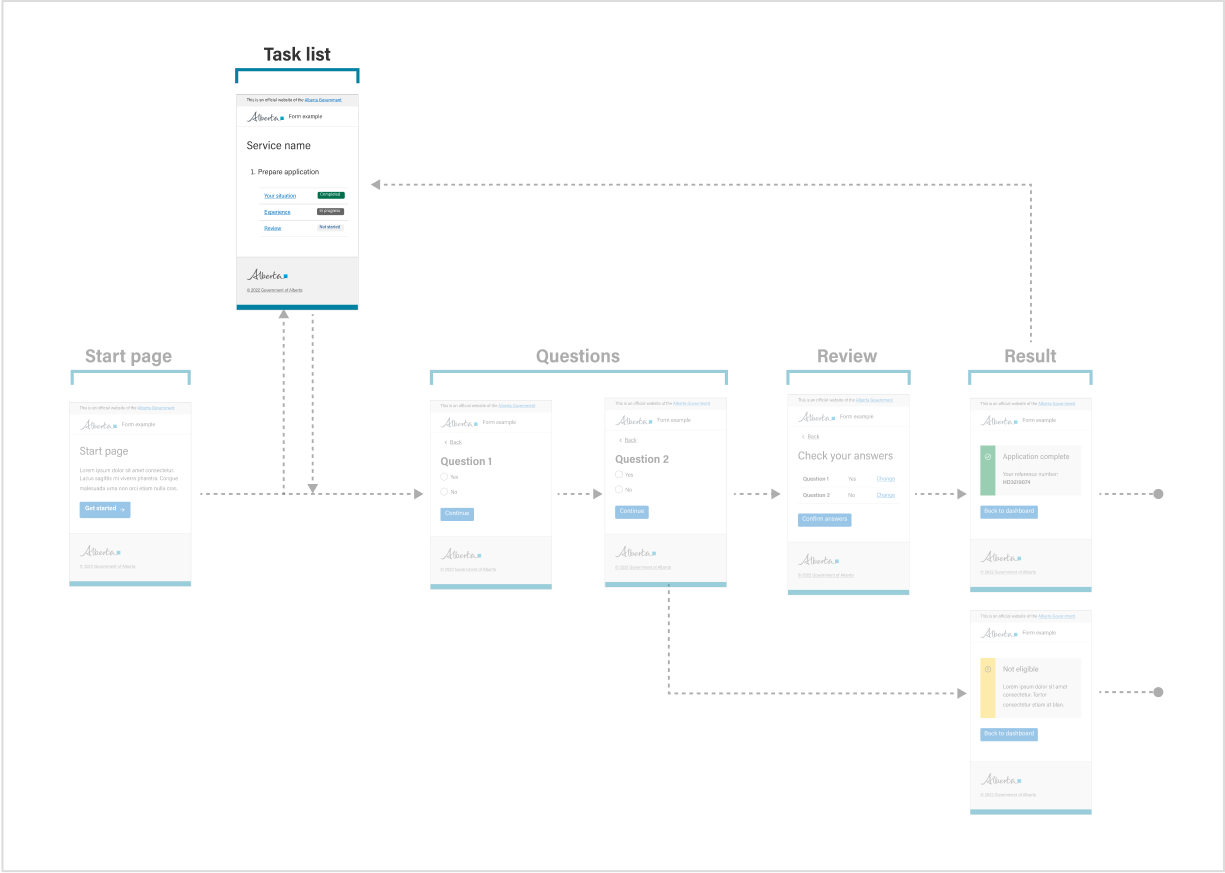 Task list
This is an official website of the Alberta Government
Alberta Form example
Service name
1. Prepare application
Your situation Completed
Experience In progress
Review Not started
Alberta
© 2022 Government of Alberta
Start page
This is an official website of the Alberta Government
Alberta Form example
Start page
Lorem ipsum dolor sit amet consectetur.
Lacus sagittis mi viverra pharetra. Congue
malesuada urna non orci etiam nulla cras.
Get started →
Alberta
© 2022 Government of Alberta
Questions
This is an official website of the Alberta Government
Alberta Form example
< Back
Question 1
Yes
No
Continue
Alberta
© 2022 Government of Alberta
This is an official website of the Alberta Government
Alberta Form example
< Back
Question 2
Yes
No
Continue
Alberta
© 2022 Government of Alberta
Review
This is an official website of the Alberta Government
Alberta Form example
< Back
Check your answers
Question 1 Yes Change
Question 2 No Change
Confirm answers
Alberta
© 2022 Government of Alberta
Result
This is an official website of the Alberta Government
Alberta Form example
Application complete
Your reference number:
Back to dashboard
Alberta
© 2022 Government of Alberta
This is an official website of the Alberta Government
Alberta Form example
Not eligible
Lorem ipsum dolor sit amet
consectetur. Tortor
consectetur etiam id
Back to dashboard
Alberta
© 2022 Government of Alberta